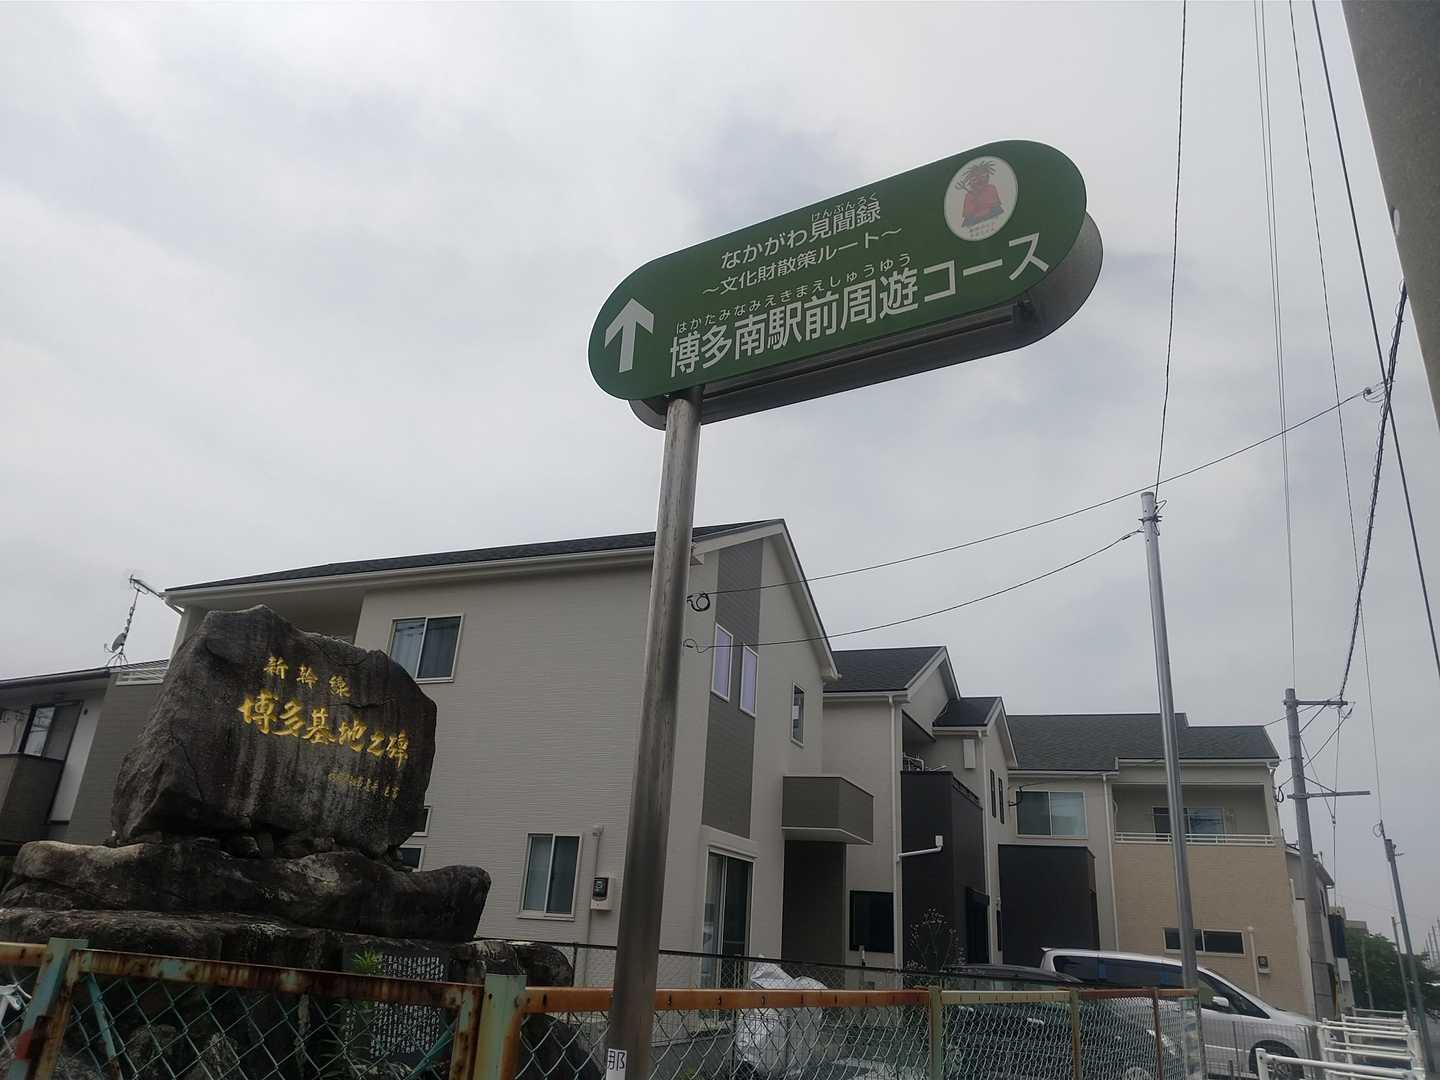 けんぶんろく
なかがわ見聞録
～文化財散策ルート～
はかたみなみえきまえしゅうゆう
博多南駅前周遊コース
新幹線
博多基地之碑
那